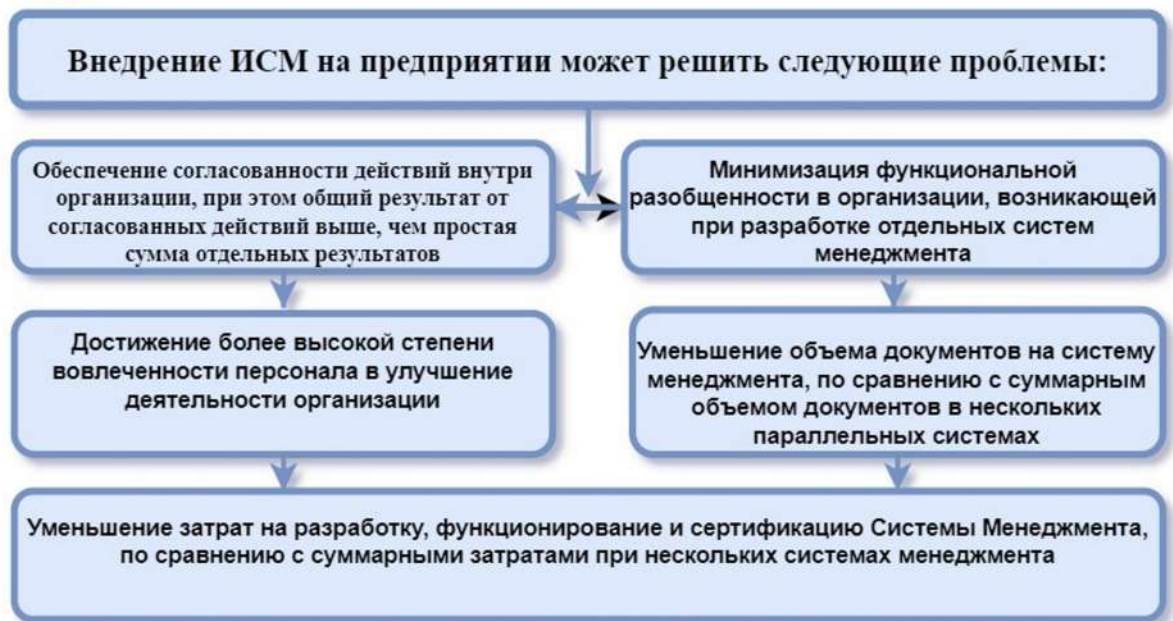 Внедрение ИСМ на предприятии может решить следующие проблемы:
Обеспечение согласованности действий внутри
организации, при этом общий результат от
согласованных действий выше, чем простая
сумма отдельных результатов
Минимизация функциональной
разобщенности в организации, возникающей
при разработке отдельных систем
менеджмента
Достижение более высокой степени
вовлеченности персонала в улучшение
деятельности организации
Уменьшение объема документов на систему
менеджмента, по сравнению с суммарным
объемом документов в нескольких
параллельных системах
Уменьшение затрат на разработку, функционирование и сертификацию Системы Менеджмента,
по сравнению с суммарными затратами при нескольких системах менеджмента